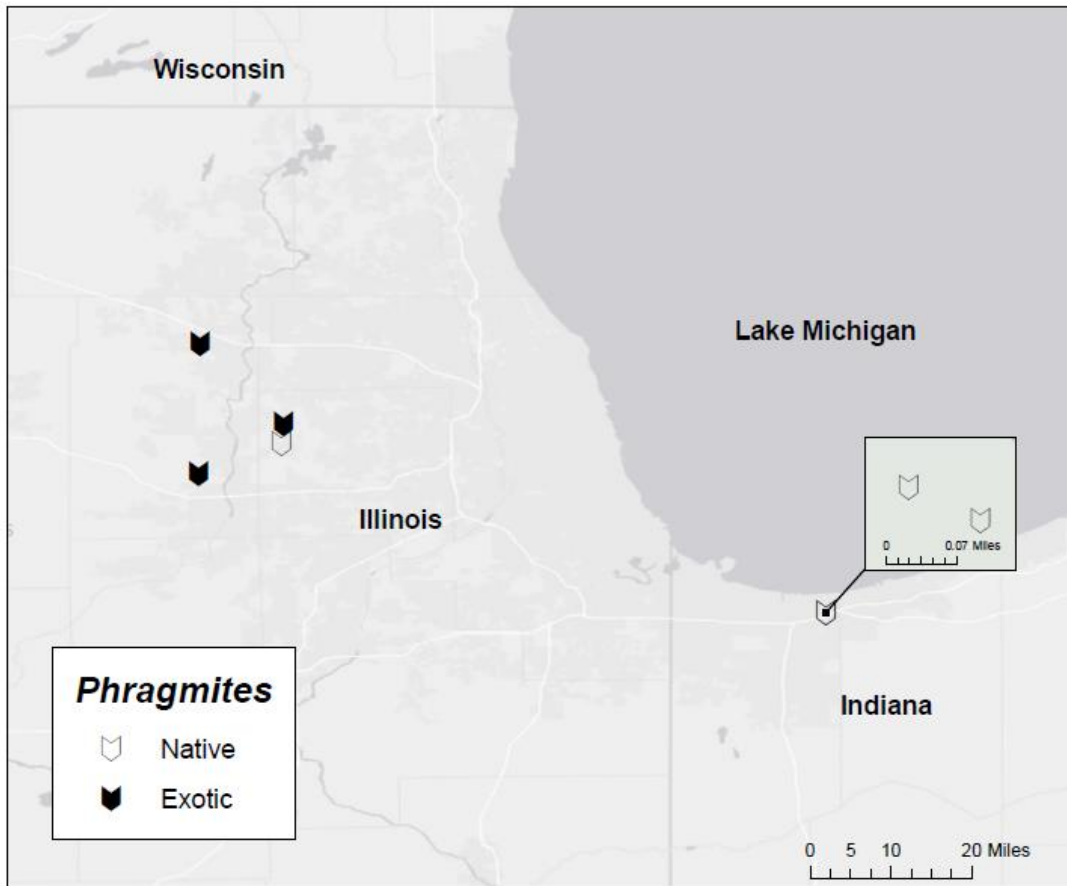 Wisconsin
Lake Michigan
Illinois
0 0.07 Miles
Indiana
Phragmites
Native
Exotic
0 5 10 20 Miles